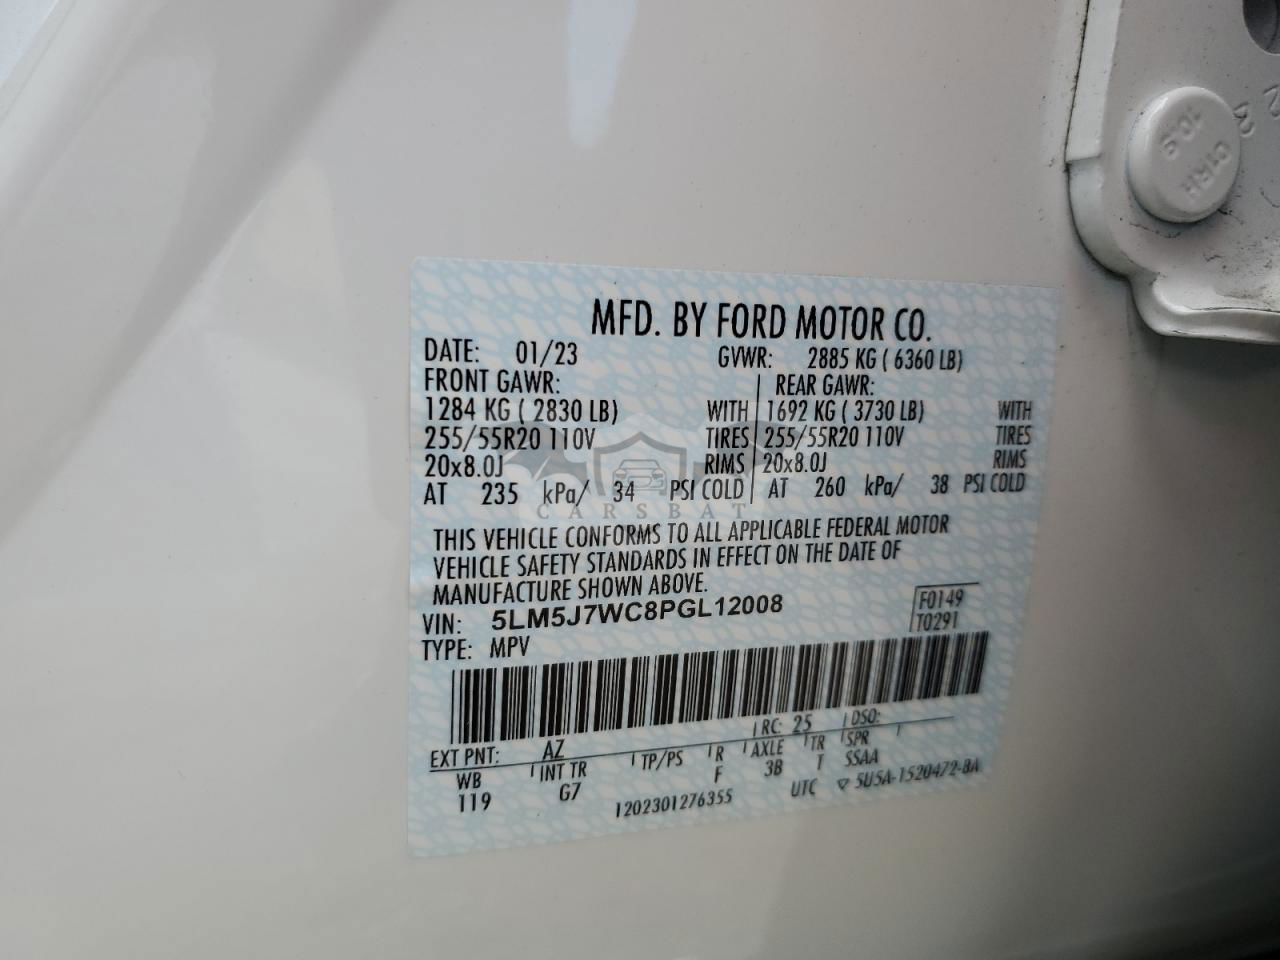 MFD. BY FORD MOTOR CO.
DATE: 01/23 GVWR: 2885 KG ( 6360 LB)
FRONT GAWR: REAR GAWR:
1284 KG ( 2830 LB) WITH 1692 KG ( 3730 LB) WITH
255/55R20 110V TIRES 255/55R20 110V TIRES
20x8.0J RIMS 20x8.0J RIMS
AT 235 kPa/ 34 PSI COLD AT 260 kPa/ 38 PSI COLD
CARSBAT
THIS VEHICLE CONFORMS TO ALL APPLICABLE FEDERAL MOTOR
VEHICLE SAFETY STANDARDS IN EFFECT ON THE DATE OF
MANUFACTURE SHOWN ABOVE.
VIN: 5LM5J7WC8PGL12008 F0149
TYPE: MPV T0291
EXT PNT: AZ RC: 25 DSO:
WB INT TR TP/PS R AXLE TR SPR
119 G7 F 3B T SSAA
1202301276355 UTC ▽ 5U5A-1520472-BA
10.9